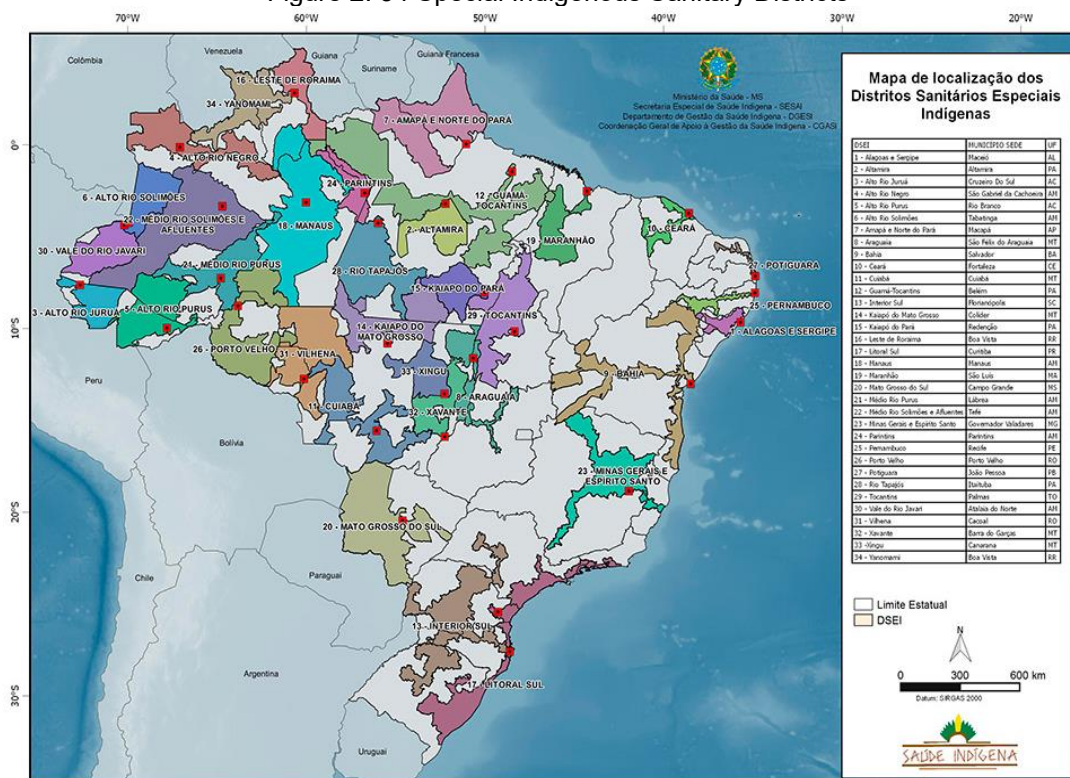 Figure 2. 34 Special Indigenous Sanitary Districts
70°W
60°W
50°W
40°W
30°W
20°W
Colômbia
Venezuela
Guiana
Suriname
Guiana Francesa
16 - LESTE DE RORAIMA
34 - YANOMAMI
7 - AMAPÁ E NORTE DO PARÁ
Ministério da Saúde - MS
Secretaria Especial de Saúde Indígena - SESAI
Departamento de Gestão da Saúde Indígena - DGESI
Coordenação Geral de Apoio à Gestão da Saúde Indígena - CGASI
0°
4 - ALTO RIO NEGRO
24 - PARINTINS
12 - GUAMÁ-
TOCANTINS
6 - ALTO RIO SOLIMÕES
22 - MÉDIO RIO SOLIMÕES E
AFLUENTES
18 - MANAUS
2 - ALTAMIRA
19 - MARANHÃO
10 - CEARÁ
30 - VALE DO RIO JAVARI
21 - MÉDIO RIO PURUS
28 - RIO TAPAJÓS
15 - KAIAPO DO PARÁ
27 - POTIGUARA
3 - ALTO RIO JURUÁ
5 - ALTO RIO PURUS
29 - TOCANTINS
25 - PERNAMBUCO
10°S
14 - KAIAPO DO
MATO GROSSO
1 - ALAGOAS E SERGIPE
26 - PORTO VELHO
31 - VILHENA
33 - XINGU
9 - BAHIA
Peru
8 - ARAGUAIA
11 - CUIABÁ
32 - XAVANTE
Bolívia
23 - MINAS GERAIS E
ESPIRITO SANTO
20°S
20 - MATO GROSSO DO SUL
Chile
Paraguai
13 - INTERIOR SUL
Argentina
17 - LITORAL SUL
30°S
Uruguai
Mapa de localização dos
Distritos Sanitários Especiais
Indígenas
DSEI MUNICÍPIO SEDE UF
1 - Alagoas e Sergipe Maceió AL
2 - Altamira Altamira PA
3 - Alto Rio Juruá Cruzeiro Do Sul AC
4 - Alto Rio Negro São Gabriel da Cachoeira AM
5 - Alto Rio Purus Rio Branco AC
6 - Alto Rio Solimões Tabatinga AM
7 - Amapá e Norte do Pará Macapá AP
8 - Araguaia São Felix do Araguaia MT
9 - Bahia Salvador BA
10 - Ceará Fortaleza CE
11 - Cuiabá Cuiabá MT
12 - Guamá-Tocantins Belém PA
13 - Interior Sul Florianópolis SC
14 - Kaiapó do Mato Grosso Colider MT
15 - Kaiapó do Pará Redenção PA
16 - Leste de Roraima Boa Vista RR
17 - Litoral Sul Curitiba PR
18 - Manaus Manaus AM
19 - Maranhão São Luis MA
20 - Mato Grosso do Sul Campo Grande MS
21 - Médio Rio Purus Lábrea AM
22 - Médio Rio Solimões e Afluentes Tefé AM
23 - Minas Gerais e Espirito Santo Governador Valadares MG
24 - Parintins Parintins AM
25 - Pernambuco Recife PE
26 - Porto Velho Porto Velho RO
27 - Potiguara João Pessoa PB
28 - Rio Tapajós Itaituba PA
29 - Tocantins Palmas TO
30 - Vale do Rio Javari Atalaia do Norte AM
31 - Vilhena Cacoal RO
32 - Xavante Barra do Garças MT
33 -Xingu Canarana MT
34 - Yanomami Boa Vista RR
Limite Estatual
DSEI
N
0 300 600 km
Datum: SIRGAS 2000
SAÚDE INDÍGENA